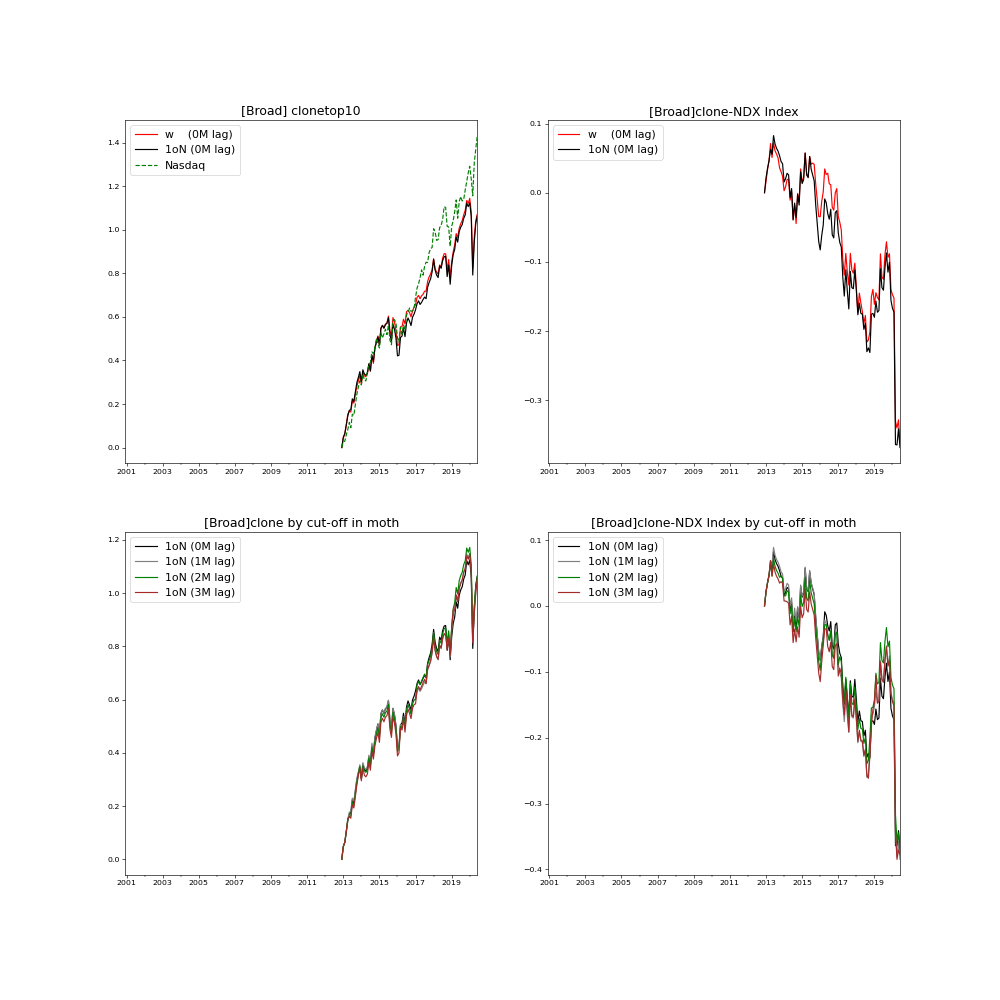 [Broad] clonetop10
w (0M lag)
1oN (0M lag)
Nasdaq
1.4
1.2
1.0
0.8
0.6
0.4
0.2
0.0
2001 2003 2005 2007 2009 2011 2013 2015 2017 2019
[Broad]clone-NDX Index
w (0M lag)
1oN (0M lag)
0.1
0.0
−0.1
−0.2
−0.3
2001 2003 2005 2007 2009 2011 2013 2015 2017 2019
[Broad]clone by cut-off in moth
1oN (0M lag)
1oN (1M lag)
1oN (2M lag)
1oN (3M lag)
1.2
1.0
0.8
0.6
0.4
0.2
0.0
2001 2003 2005 2007 2009 2011 2013 2015 2017 2019
[Broad]clone-NDX Index by cut-off in moth
1oN (0M lag)
1oN (1M lag)
1oN (2M lag)
1oN (3M lag)
0.1
0.0
−0.1
−0.2
−0.3
−0.4
2001 2003 2005 2007 2009 2011 2013 2015 2017 2019